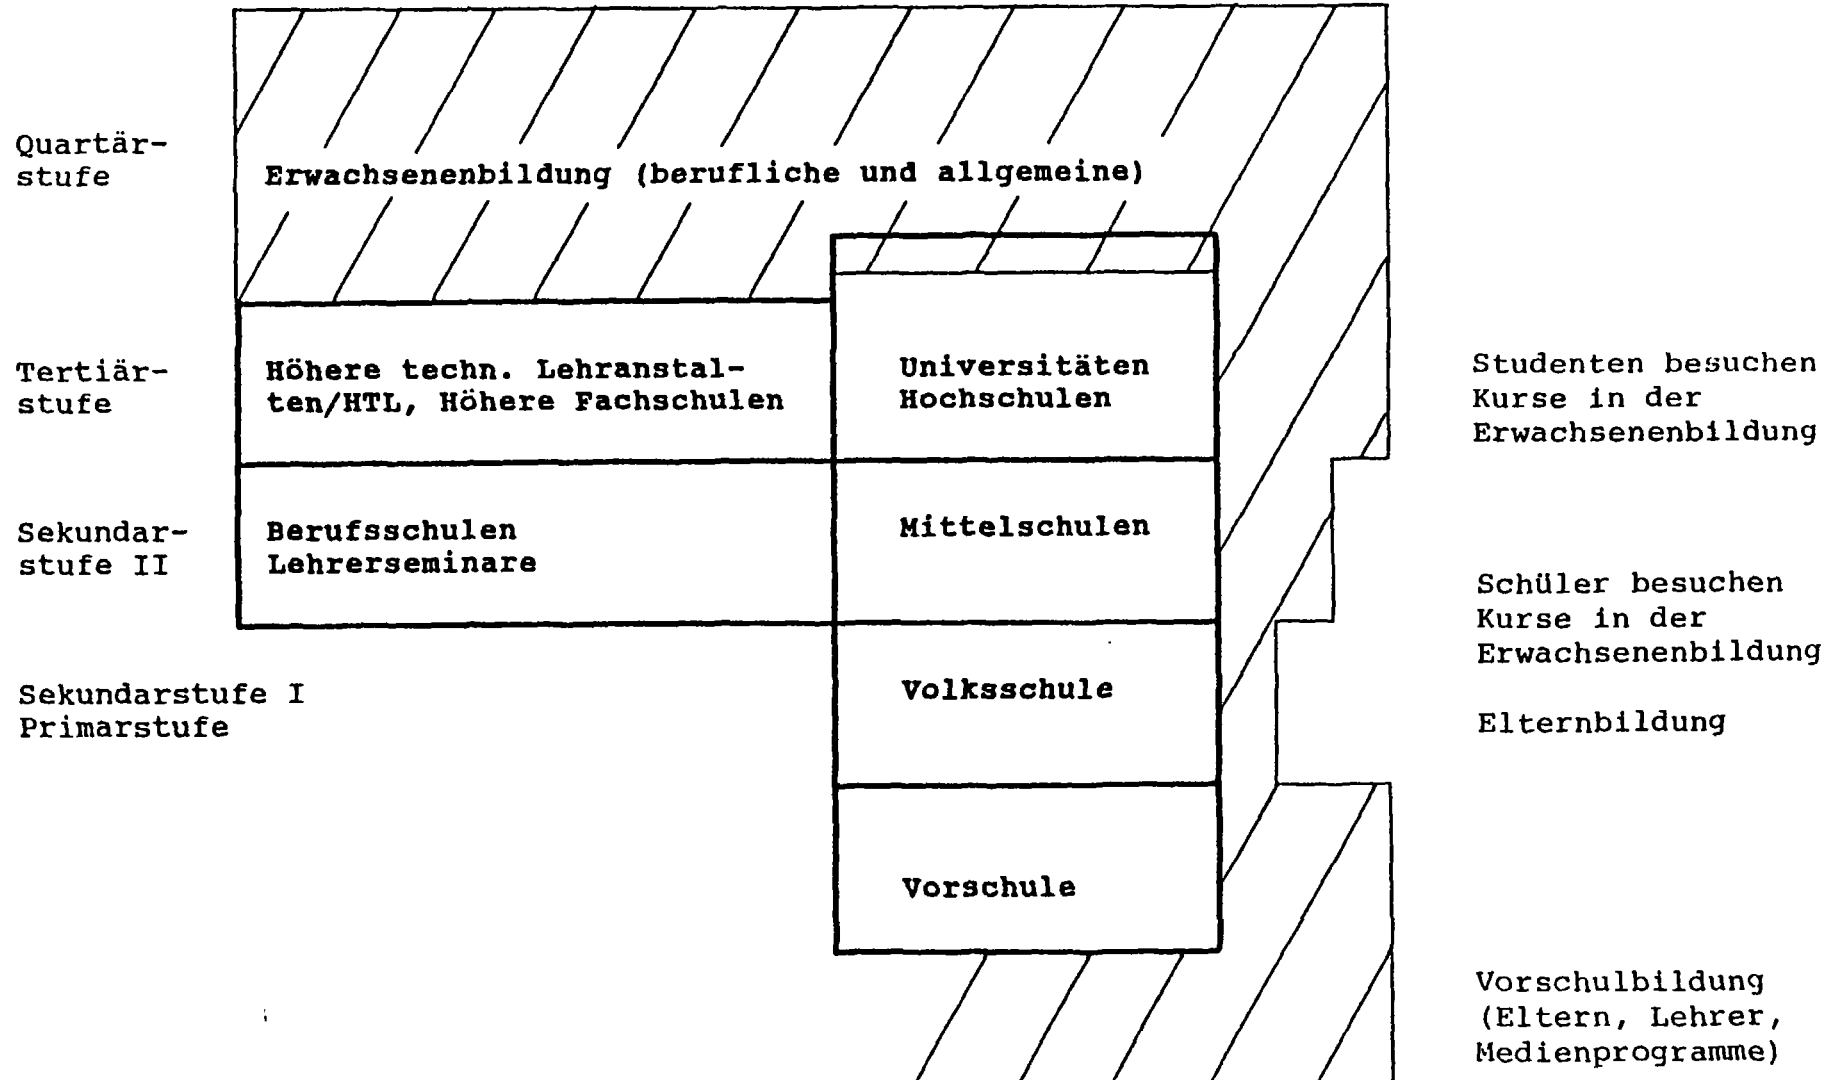 Quartär-
stufe
Erwachsenenbildung (berufliche und allgemeine)
Tertiär-
stufe
Höhere techn. Lehranstal-
ten/HTL, Höhere Fachschulen
Universitäten
Hochschulen
Studenten besuchen
Kurse in der
Erwachsenenbildung
Sekundar-
stufe II
Berufsschulen
Lehrerseminare
Mittelschulen
Schüler besuchen
Kurse in der
Erwachsenenbildung
Sekundarstufe I
Primarstufe
Volksschule
Elternbildung
Vorschule
Vorschulbildung
(Eltern, Lehrer,
Medienprogramme)